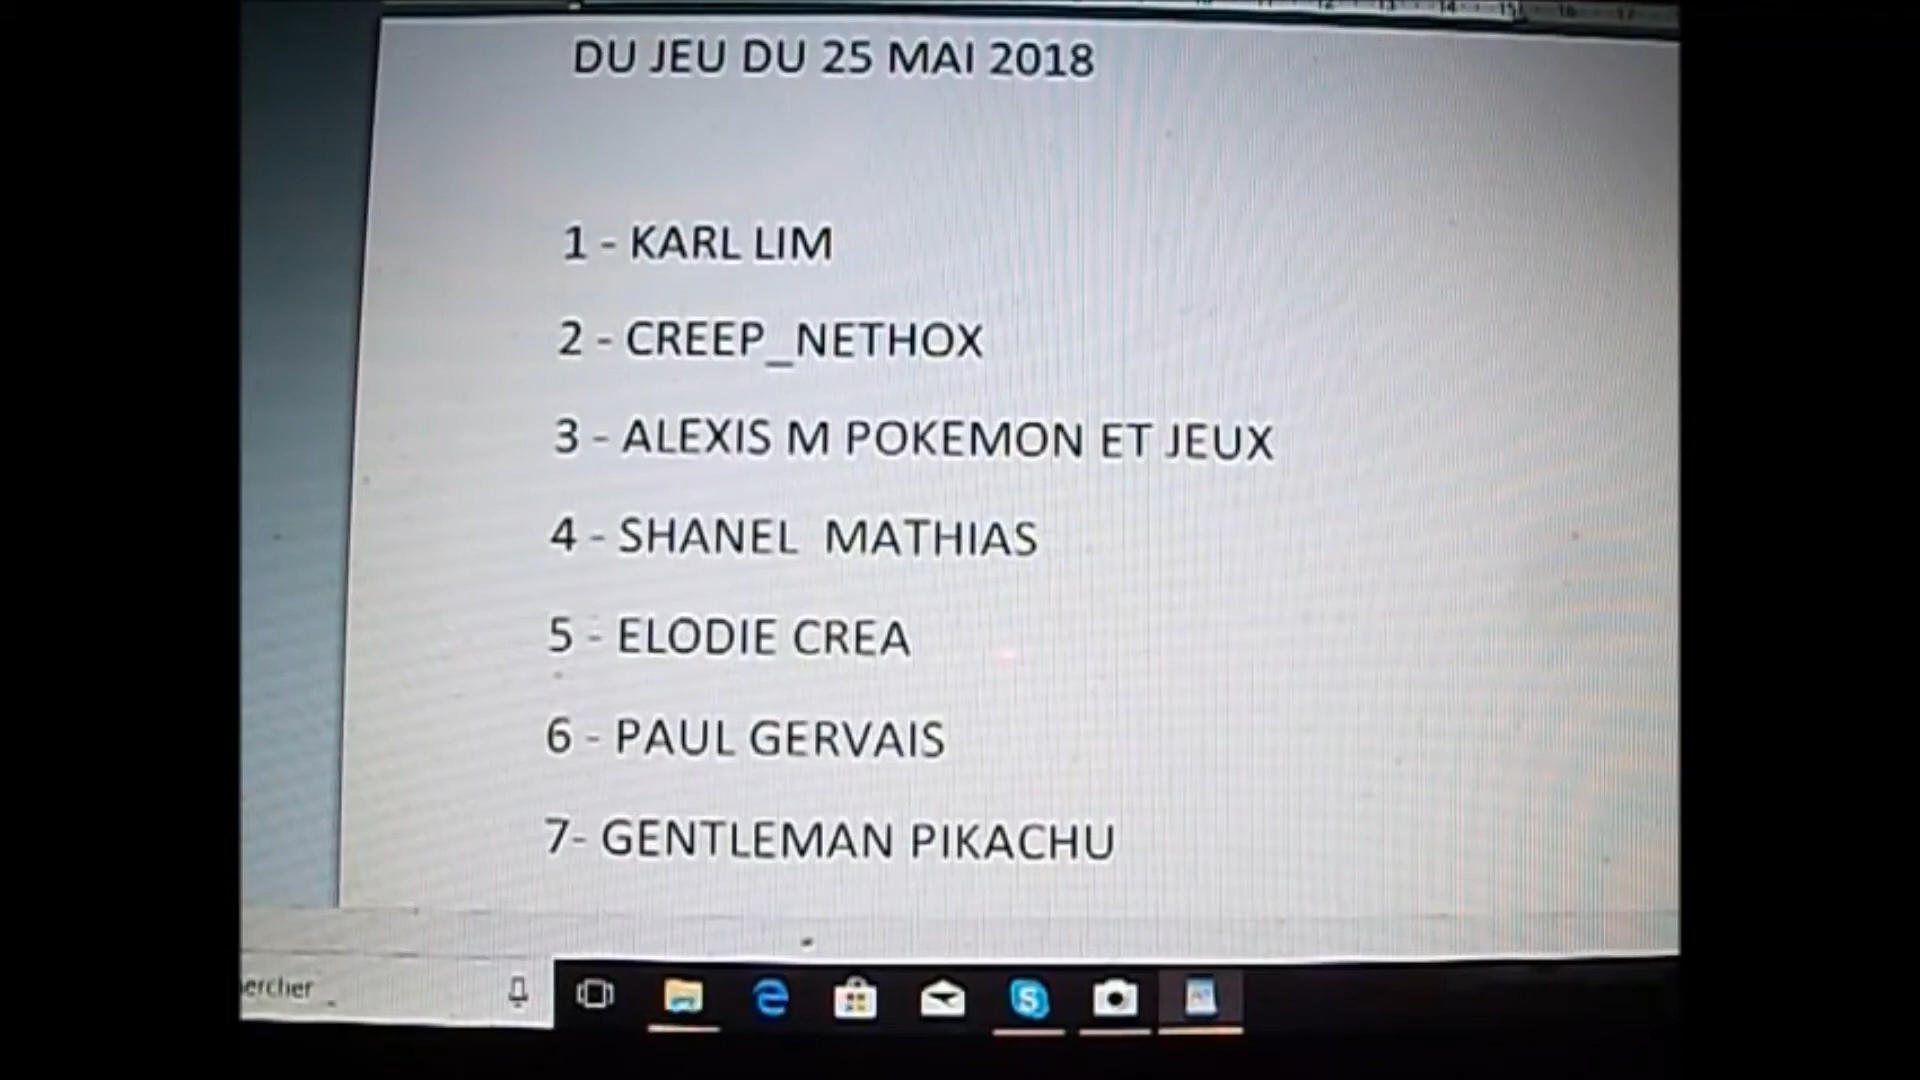 DU JEU DU 25 MAI 2018
1 - KARL LIM
2 - CREEP_NETHOX
3 - ALEXIS M POKEMON ET JEUX
4 - SHANEL MATHIAS
5 - ELODIE CREA
6 - PAUL GERVAIS
7- GENTLEMAN PIKACHU
ercher